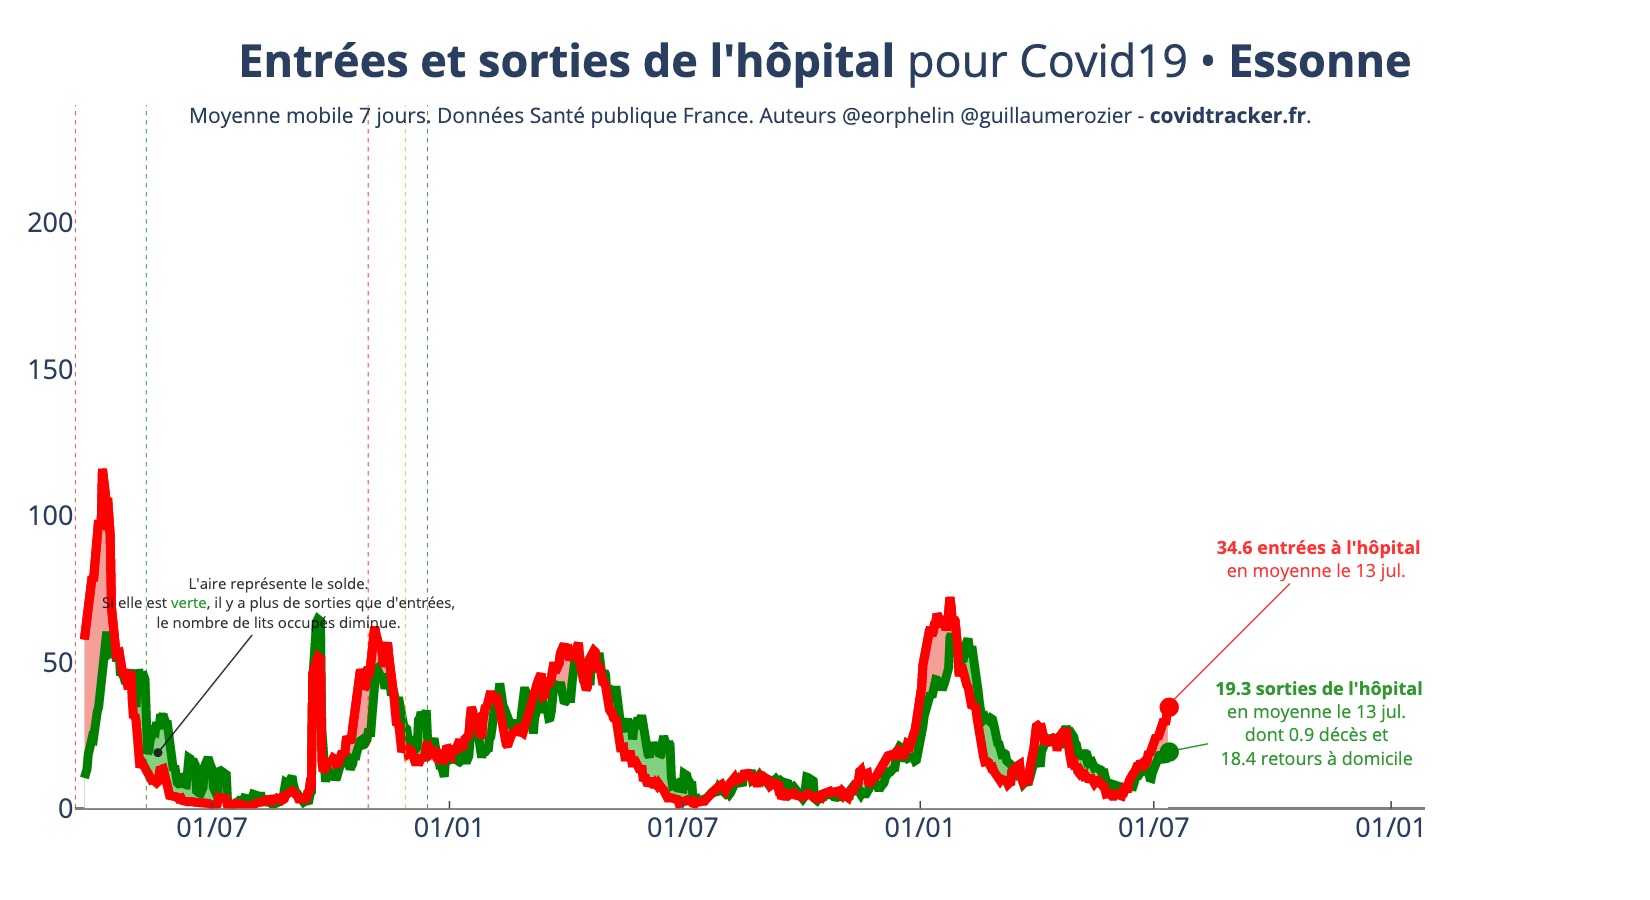 Entrées et sorties de l'hôpital pour Covid19 • Essonne
Moyenne mobile 7 jours. Données Santé publique France. Auteurs @eorphelin @guillaumerozier - covidtracker.fr.
200
150
100
50
0
L'aire représente le solde.
Si elle est verte, il y a plus de sorties que d'entrées,
le nombre de lits occupés diminue.
34.6 entrées à l'hôpital
en moyenne le 13 jul.
19.3 sorties de l'hôpital
en moyenne le 13 jul.
dont 0.9 décès et
18.4 retours à domicile
01/07
01/01
01/07
01/01
01/07
01/01